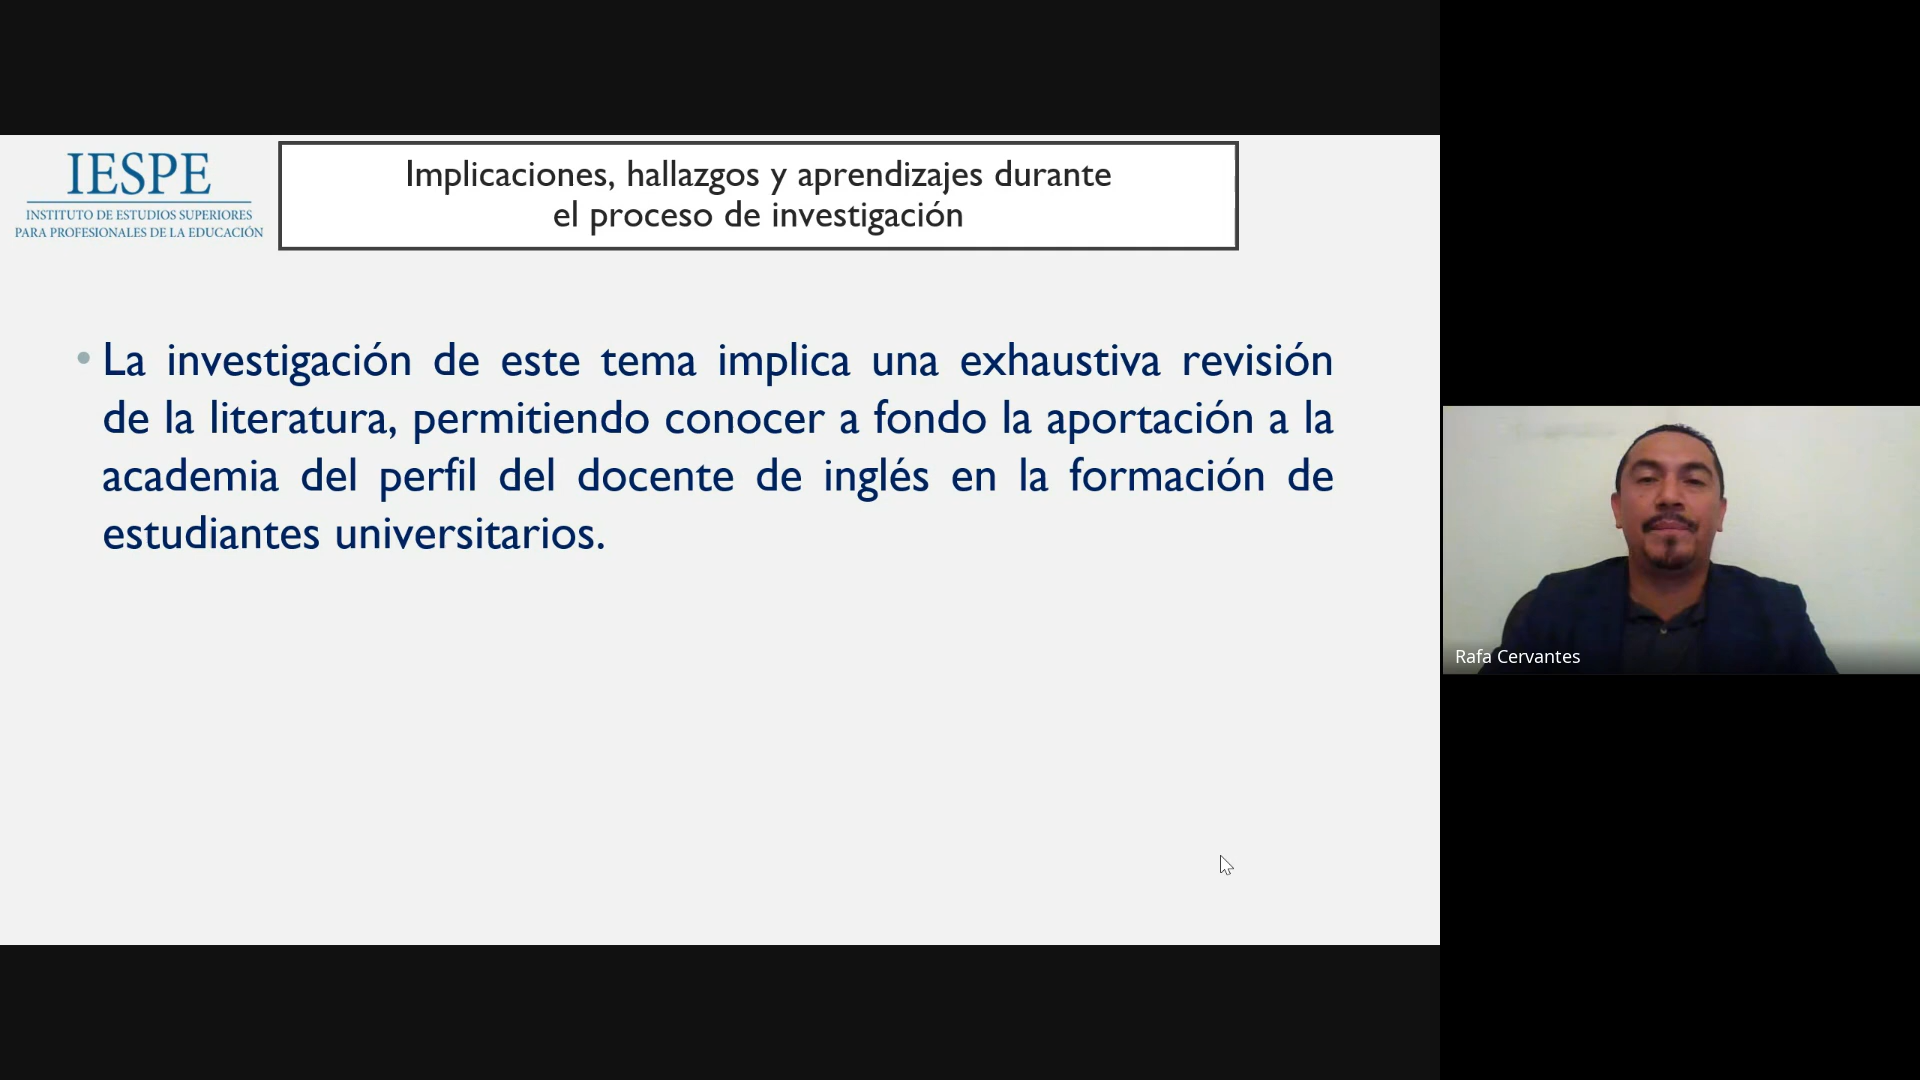 IESPE
INSTITUTO DE ESTUDIOS SUPERIORES
PARA PROFESIONALES DE LA EDUCACIÓN
Implicaciones, hallazgos y aprendizajes durante
el proceso de investigación
• La investigación de este tema implica una exhaustiva revisión
de la literatura, permitiendo conocer a fondo la aportación a la
academia del perfil del docente de inglés en la formación de
estudiantes universitarios.
Rafa Cervantes